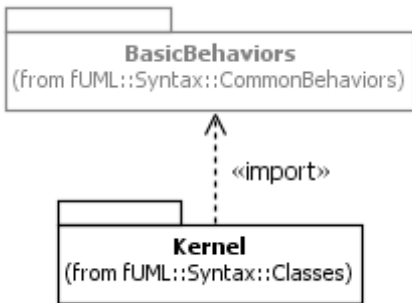 BasicBehaviors
(from fUML::Syntax::CommonBehaviors)
«import»
Kernel
(from fUML::Syntax::Classes)